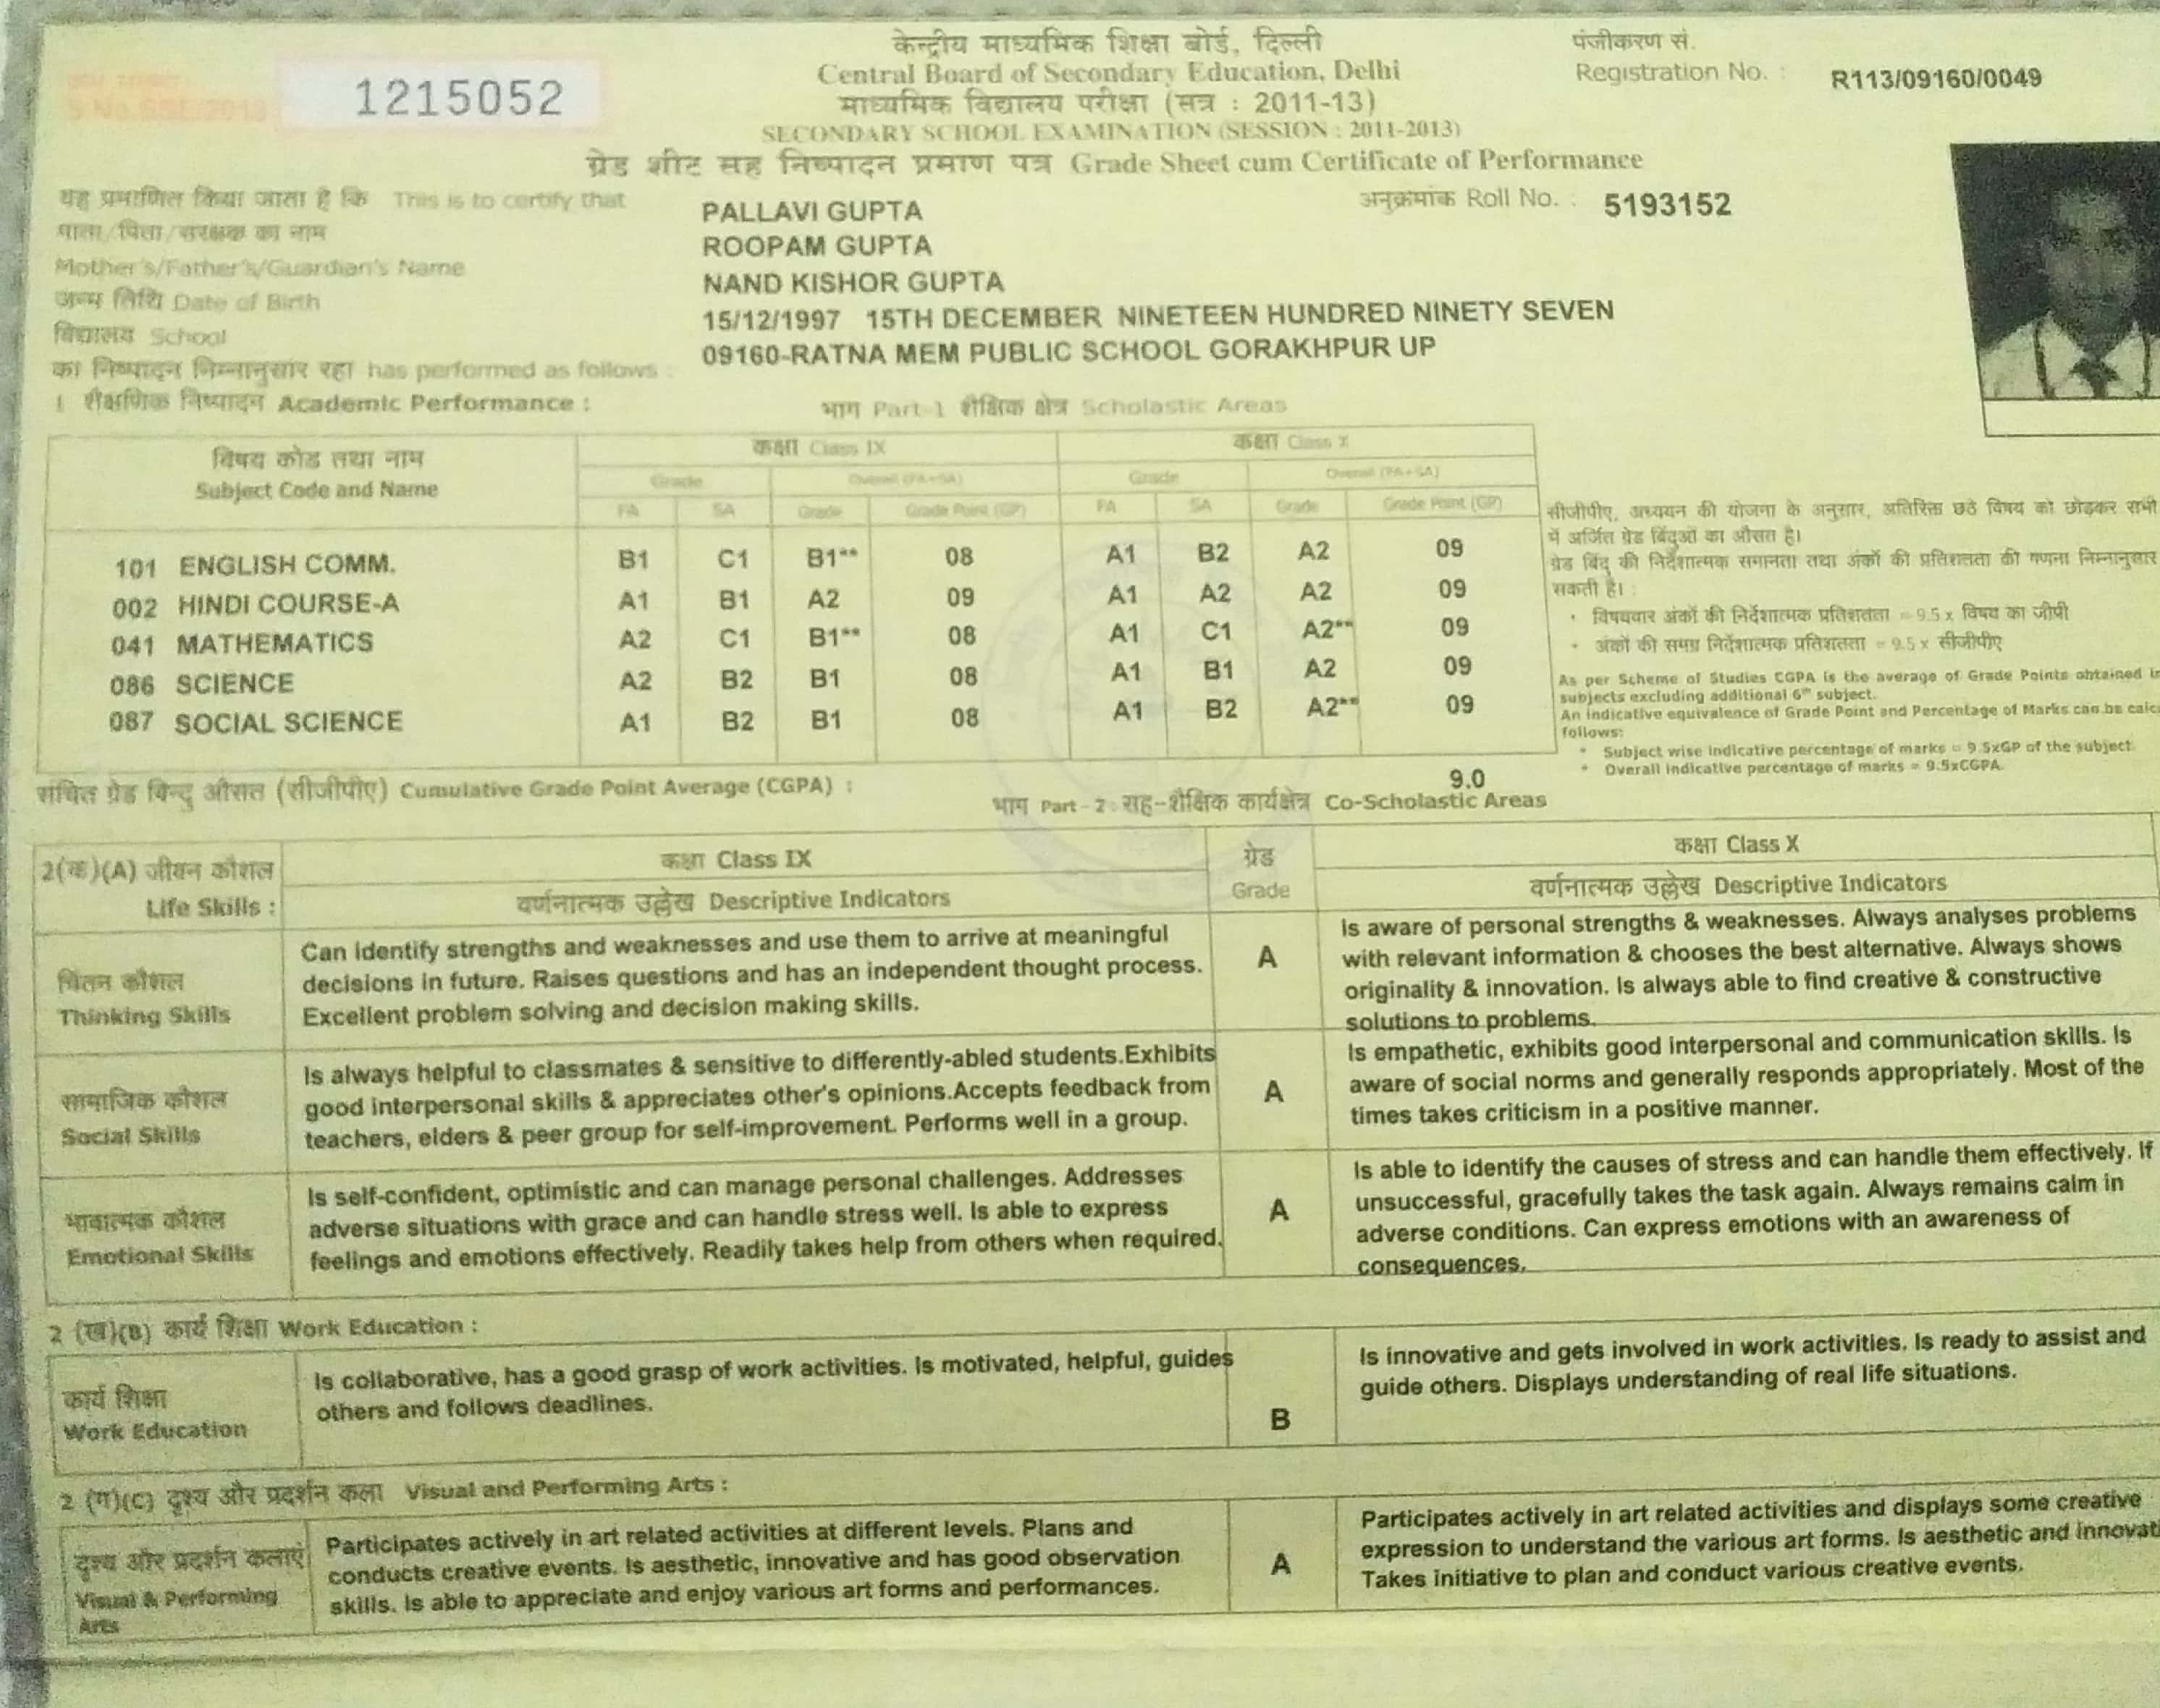 1215052
केन्द्रीय माध्यमिक शिक्षा बोर्ड, दिल्ली
Central Board of Secondary Education, Delhi
माध्यमिक विद्यालय परीक्षा (सत्र : 2011-13)
SECONDARY SCHOOL EXAMINATION (SESSION : 2011-2013)
ग्रेड शीट सह निष्पादन प्रमाण पत्र Grade Sheet cum Certificate of Performance
पंजीकरण सं.
Registration No. : R113/09160/0049
अनुक्रमांक Roll No. : 5193152
यह प्रमाणित किया जाता है कि This is to certify that PALLAVI GUPTA
माता/पिता/संरक्षक का नाम ROOPAM GUPTA
Mother's/Father's/Guardian's Name NAND KISHOR GUPTA
जन्म तिथि Date of Birth 15/12/1997 15TH DECEMBER NINETEEN HUNDRED NINETY SEVEN
विद्यालय School 09160-RATNA MEM PUBLIC SCHOOL GORAKHPUR UP
का निष्पादन निम्नानुसार रहा has performed as follows :
1 शैक्षणिक निष्पादन Academic Performance : भाग Part-1 शैक्षिक क्षेत्र Scholastic Areas
विषय कोड तथा नाम
Subject Code and Name
कक्षा Class IX कक्षा Class X
Grade Overall (FA+SA) Grade Overall (FA+SA)
FA SA Grade Grade Point (GP) FA SA Grade Grade Point (GP)
101 ENGLISH COMM. B1 C1 B1** 08 A1 B2 A2 09
002 HINDI COURSE-A A1 B1 A2 09 A1 A2 A2 09
041 MATHEMATICS A2 C1 B1** 08 A1 C1 A2** 09
086 SCIENCE A2 B2 B1 08 A1 B1 A2 09
087 SOCIAL SCIENCE A1 B2 B1 08 A1 B2 A2** 09
सीजीपीए, अध्ययन की योजना के अनुसार, अतिरिक्त छठे विषय को छोड़कर सभी
में अर्जित ग्रेड बिंदुओं का औसत है।
ग्रेड बिंदु की निर्देशात्मक समानता तथा अंकों की प्रतिशतता की गणना निम्नानुसार
सकती है।
• विषयवार अंकों की निर्देशात्मक प्रतिशतता = 9.5 x विषय का जीपी
• अंकों की समग्र निर्देशात्मक प्रतिशतता = 9.5 x सीजीपीए
As per Scheme of Studies CGPA is the average of Grade Points obtained in
subjects excluding additional 6th subject.
An indicative equivalence of Grade Point and Percentage of Marks can be calc
follows:
• Subject wise indicative percentage of marks = 9.5xGP of the subject
• Overall indicative percentage of marks = 9.5xCGPA.
संचित ग्रेड बिन्दु औसत (सीजीपीए) Cumulative Grade Point Average (CGPA) : 9.0
भाग Part - 2 : सह-शैक्षिक कार्यक्षेत्र Co-Scholastic Areas
2(क)(A) जीवन कौशल
Life Skills :
कक्षा Class IX
वर्णनात्मक उल्लेख Descriptive Indicators
ग्रेड
Grade
कक्षा Class X
वर्णनात्मक उल्लेख Descriptive Indicators
चिंतन कौशल
Thinking Skills
Can identify strengths and weaknesses and use them to arrive at meaningful
decisions in future. Raises questions and has an independent thought process.
Excellent problem solving and decision making skills.
A
Is aware of personal strengths & weaknesses. Always analyses problems
with relevant information & chooses the best alternative. Always shows
originality & innovation. Is always able to find creative & constructive
solutions to problems.
सामाजिक कौशल
Social Skills
Is always helpful to classmates & sensitive to differently-abled students.Exhibits
good interpersonal skills & appreciates other's opinions.Accepts feedback from
teachers, elders & peer group for self-improvement. Performs well in a group.
A
Is empathetic, exhibits good interpersonal and communication skills. Is
aware of social norms and generally responds appropriately. Most of the
times takes criticism in a positive manner.
भावात्मक कौशल
Emotional Skills
Is self-confident, optimistic and can manage personal challenges. Addresses
adverse situations with grace and can handle stress well. Is able to express
feelings and emotions effectively. Readily takes help from others when required.
A
Is able to identify the causes of stress and can handle them effectively. If
unsuccessful, gracefully takes the task again. Always remains calm in
adverse conditions. Can express emotions with an awareness of
consequences.
2 (ख)(B) कार्य शिक्षा Work Education :
कार्य शिक्षा
Work Education
Is collaborative, has a good grasp of work activities. Is motivated, helpful, guides
others and follows deadlines.
B
Is innovative and gets involved in work activities. Is ready to assist and
guide others. Displays understanding of real life situations.
2 (ग)(C) दृश्य और प्रदर्शन कला Visual and Performing Arts :
दृश्य और प्रदर्शन कलाएं
Visual & Performing
Arts
Participates actively in art related activities at different levels. Plans and
conducts creative events. Is aesthetic, innovative and has good observation
skills. Is able to appreciate and enjoy various art forms and performances.
A
Participates actively in art related activities and displays some creative
expression to understand the various art forms. Is aesthetic and innovati
Takes initiative to plan and conduct various creative events.